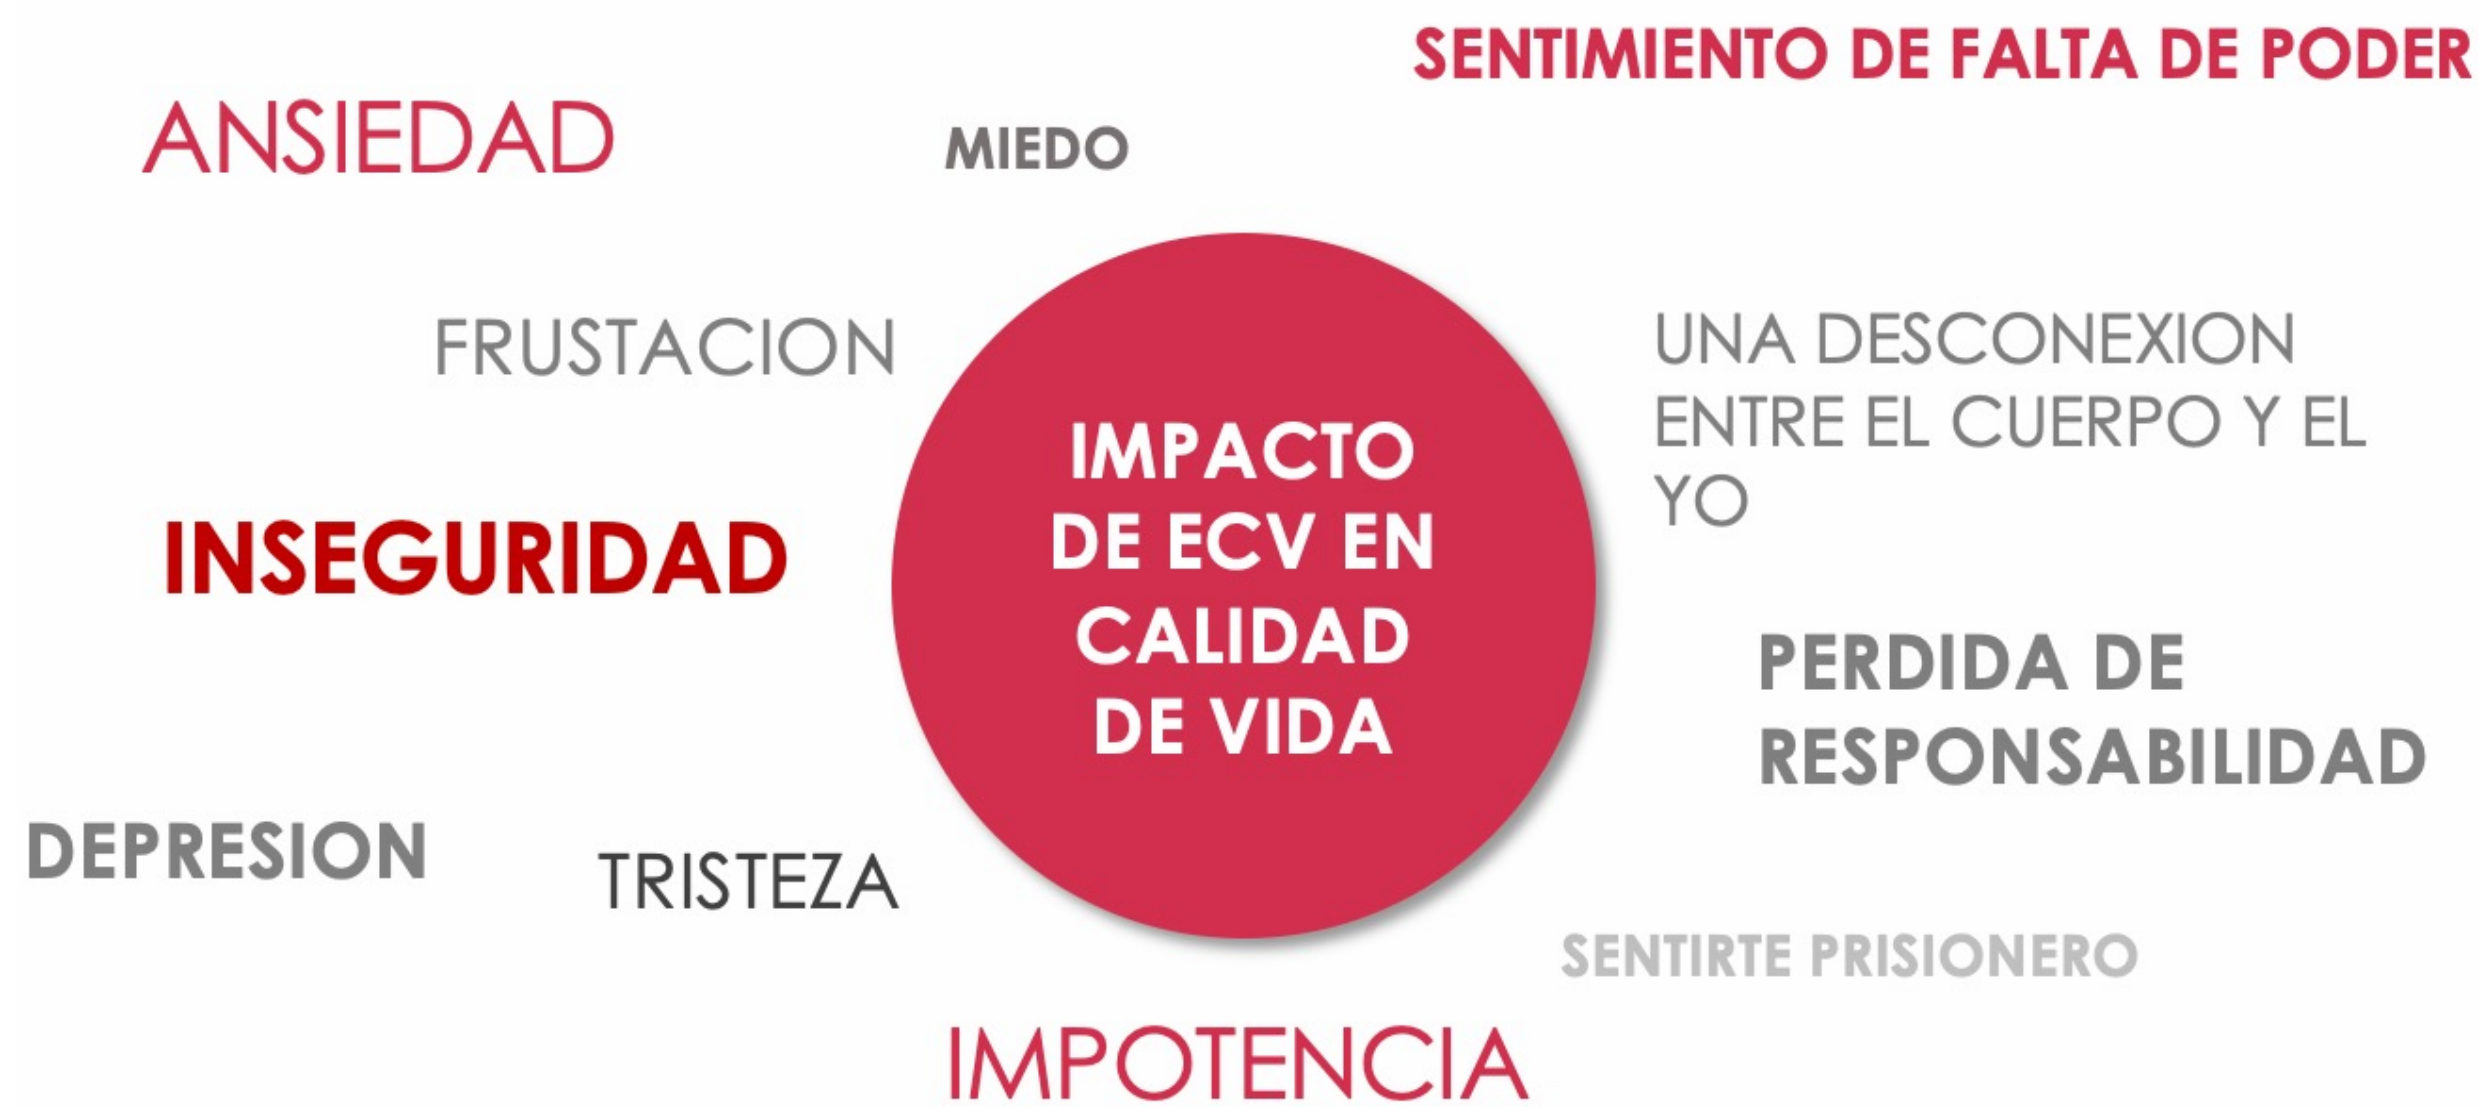 SENTIMIENTO DE FALTA DE PODER
ANSIEDAD
MIEDO
FRUSTACION
UNA DESCONEXION
ENTRE EL CUERPO Y EL
YO
IMPACTO
DE ECV EN
CALIDAD
DE VIDA
INSEGURIDAD
PERDIDA DE
RESPONSABILIDAD
DEPRESION
TRISTEZA
SENTIRTE PRISIONERO
IMPOTENCIA